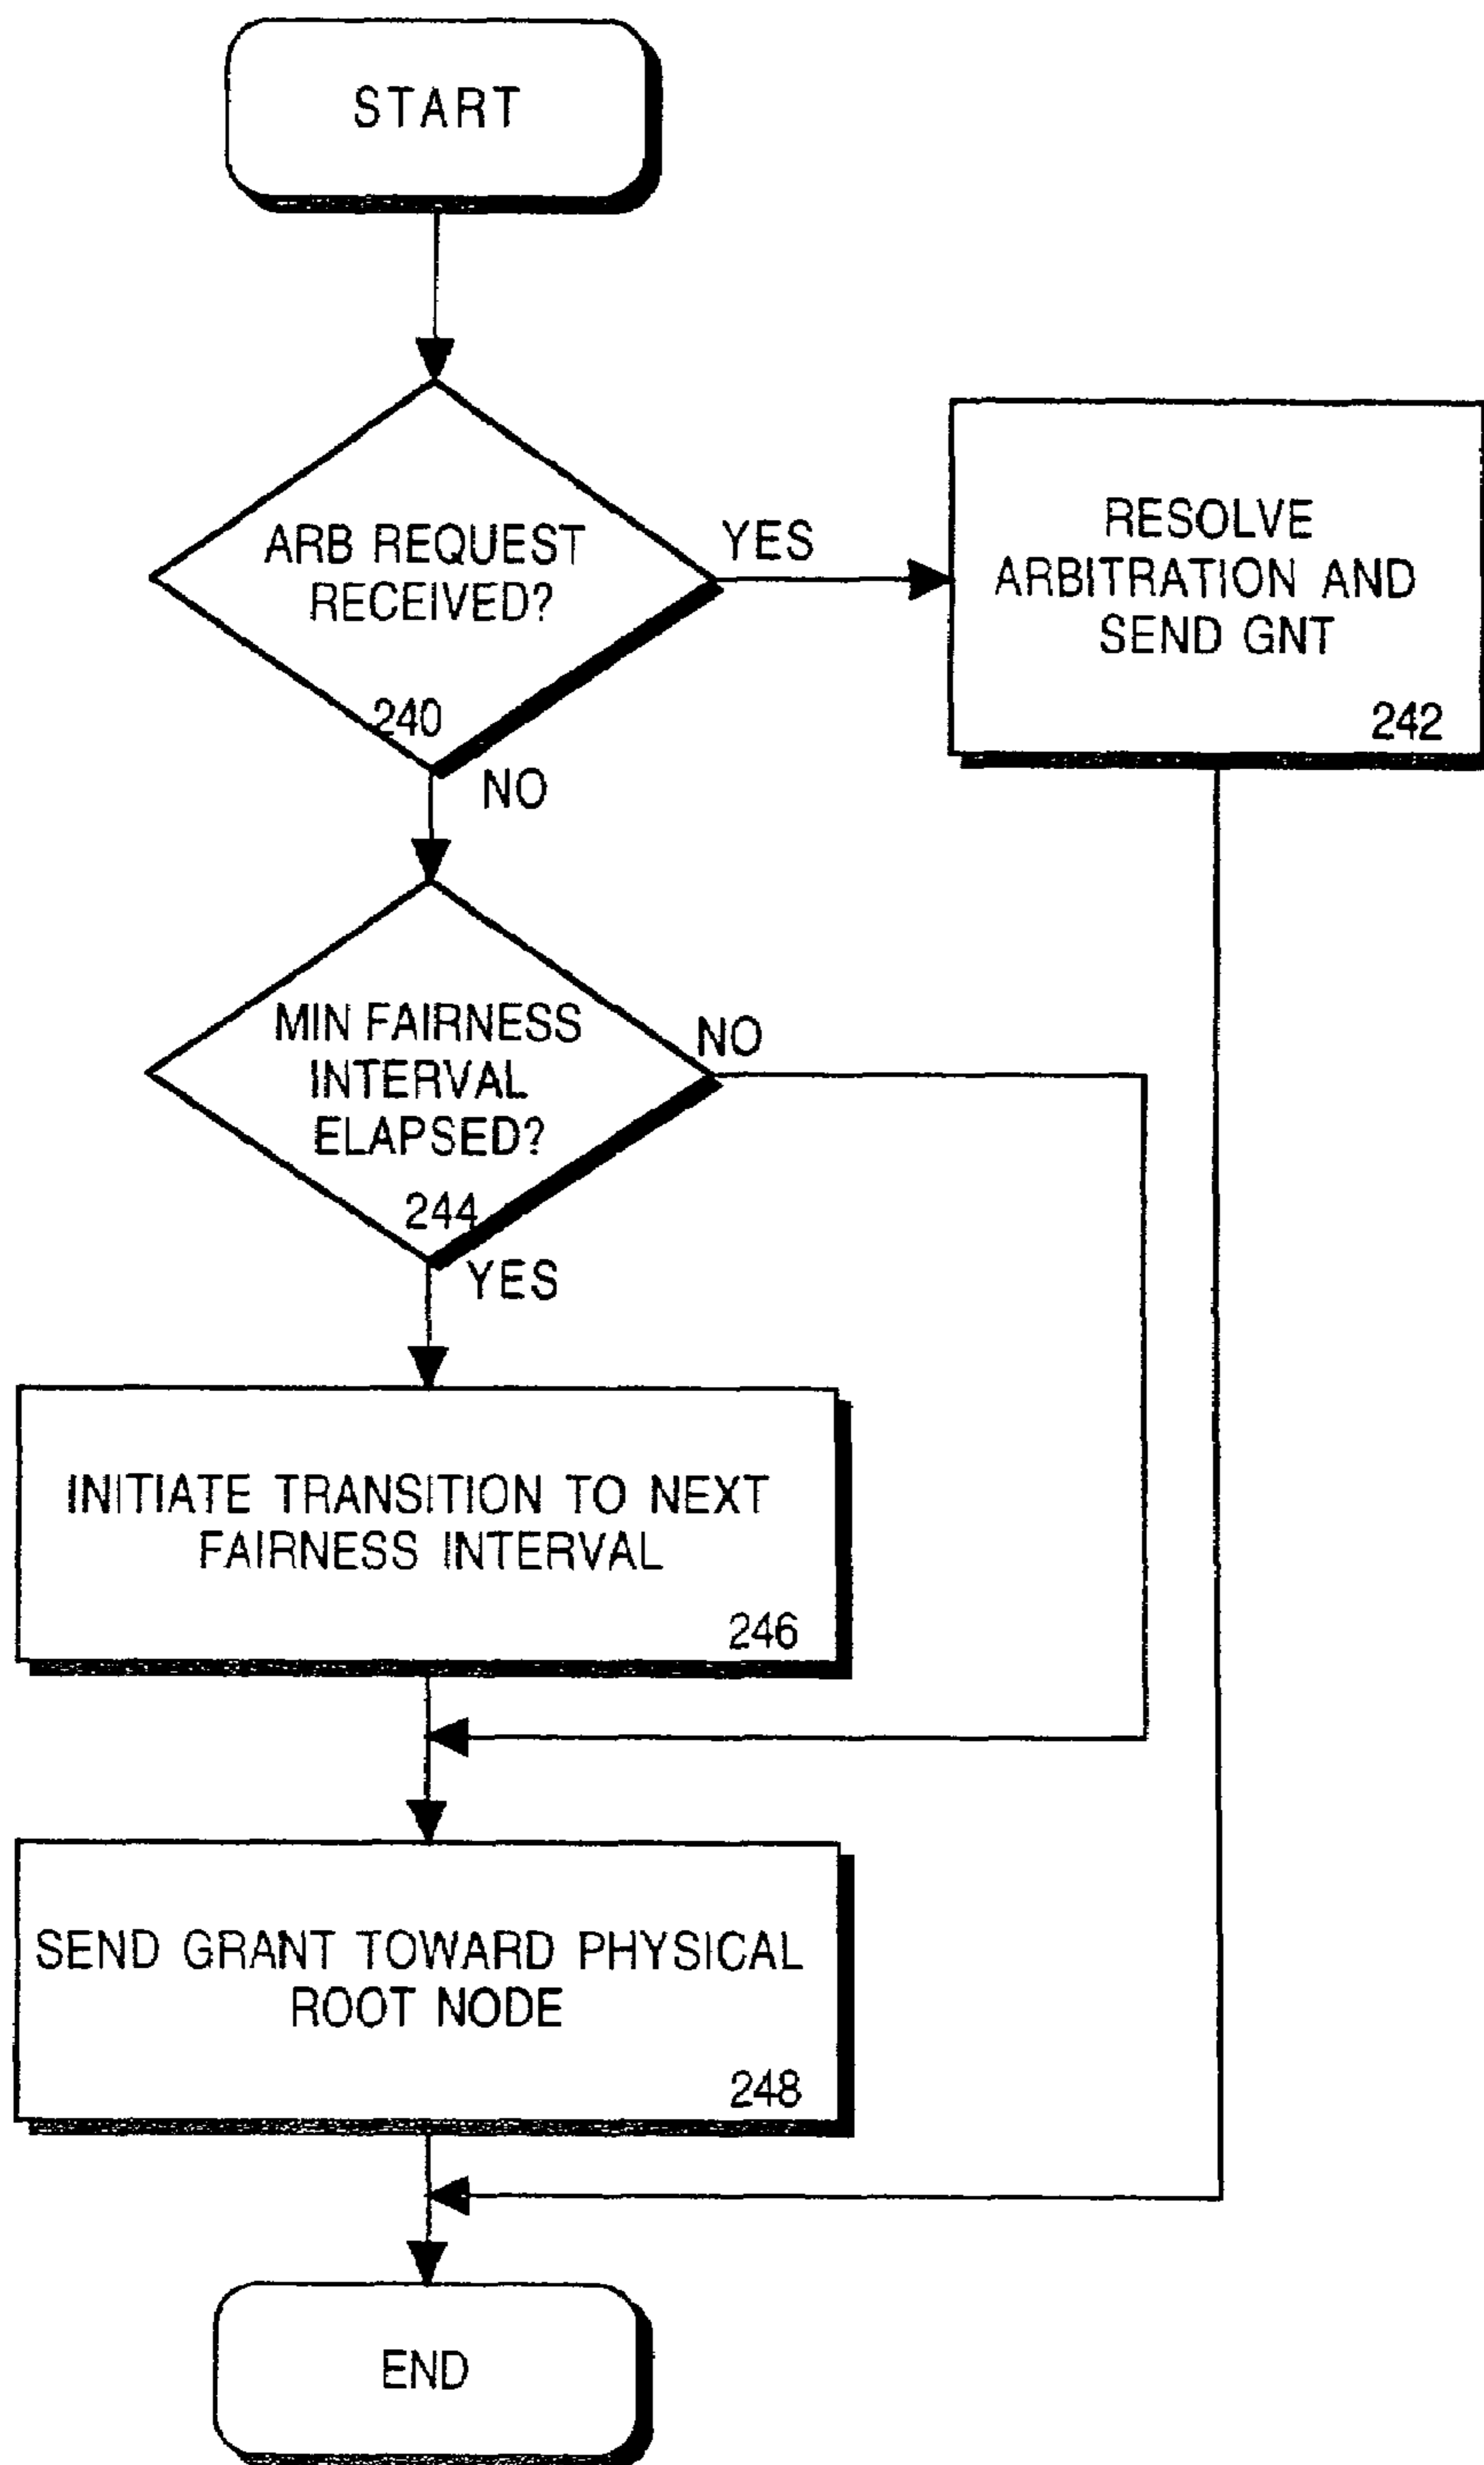 START
ARB REQUEST
RECEIVED?
240
YES
RESOLVE
ARBITRATION AND
SEND GNT
242
NO
MIN FAIRNESS
INTERVAL
ELAPSED?
244
NO
YES
INITIATE TRANSITION TO NEXT
FAIRNESS INTERVAL
246
SEND GRANT TOWARD PHYSICAL
ROOT NODE
248
END